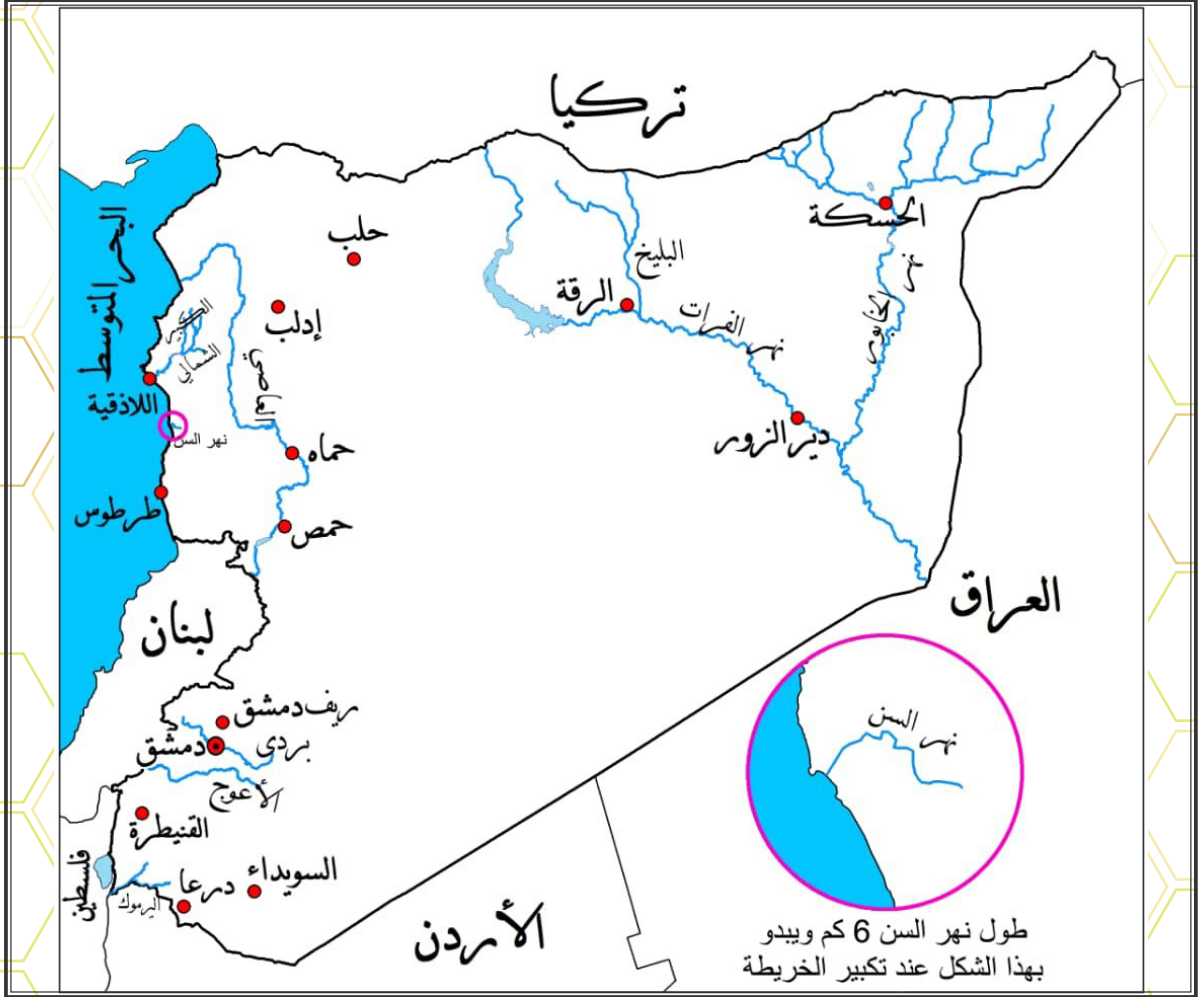 تركيا
البحر المتوسط
حلب
إدلب
الكبير
الشمالي
العاصي
اللاذقية
نهر السن
حماه
طرطوس
حمص
الحسكة
البليخ
الرقة
نهر الفرات
نهر الخابور
دير الزور
العراق
لبنان
ريف دمشق
دمشق
بردى
الأعوج
القنيطرة
فلسطين
السويداء
درعا
اليرموك
الأردن
نهر السن
طول نهر السن 6 كم ويبدو
بهذا الشكل عند تكبير الخريطة